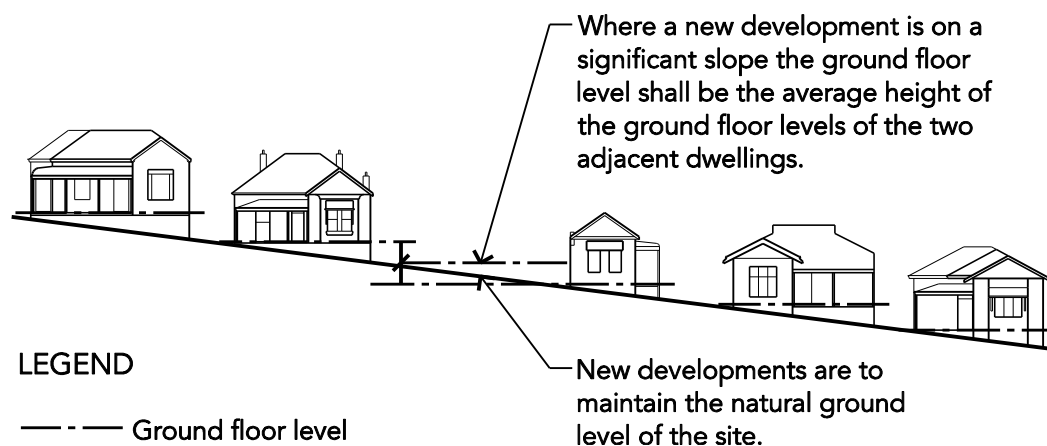 Where a new development is on a
significant slope the ground floor
level shall be the average height of
the ground floor levels of the two
adjacent dwellings.
LEGEND
Ground floor level
New developments are to
maintain the natural ground
level of the site.